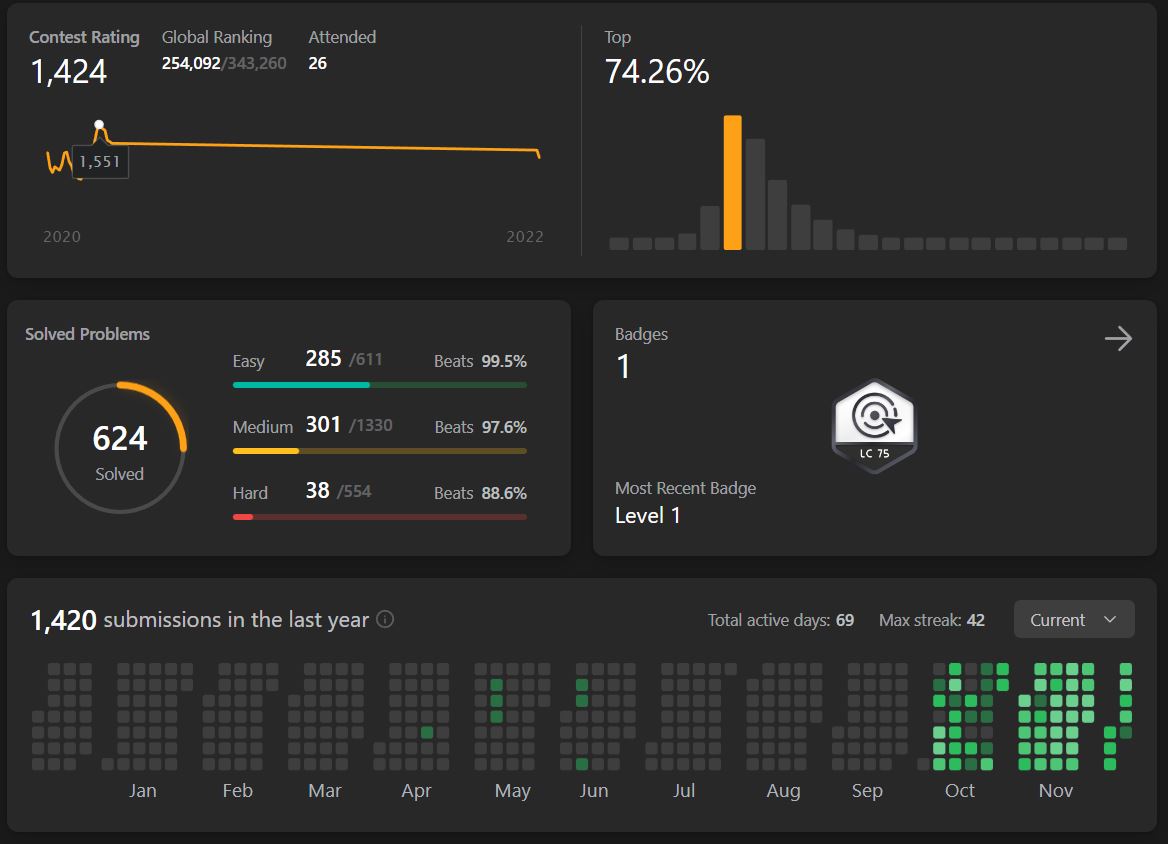 Contest Rating Global Ranking Attended
1,424 254,092/343,260 26
1,551
2020 2022
Top
74.26%
Solved Problems
624
Solved
Easy 285 /611 Beats 99.5%
Medium 301 /1330 Beats 97.6%
Hard 38 /554 Beats 88.6%
Badges
1
LC 75
Most Recent Badge
Level 1
1,420 submissions in the last year
Total active days: 69 Max streak: 42 Current
Jan Feb Mar Apr May Jun Jul Aug Sep Oct Nov